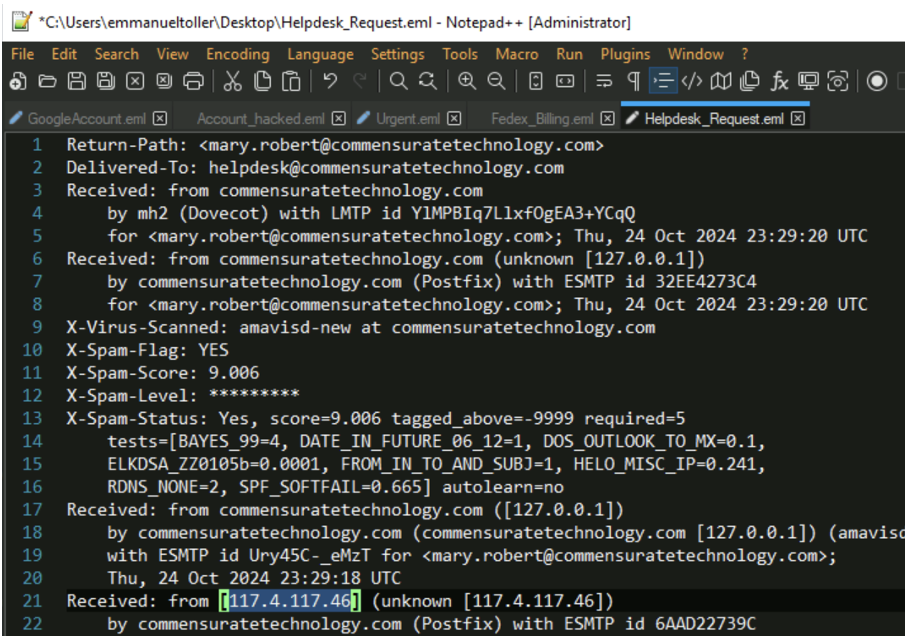 *C:\Users\emmanueltoller\Desktop\Helpdesk_Request.eml - Notepad++ [Administrator]
File Edit Search View Encoding Language Settings Tools Macro Run Plugins Window ?
GoogleAccount.eml Account_hacked.eml Urgent.eml Fedex_Billing.eml Helpdesk_Request.eml
1 Return-Path: <mary.robert@commensuratetechnology.com>
2 Delivered-To: helpdesk@commensuratetechnology.com
3 Received: from commensuratetechnology.com
4 by mh2 (Dovecot) with LMTP id YlMPBIq7LlxfOgEA3+YCqQ
5 for <mary.robert@commensuratetechnology.com>; Thu, 24 Oct 2024 23:29:20 UTC
6 Received: from commensuratetechnology.com (unknown [127.0.0.1])
7 by commensuratetechnology.com (Postfix) with ESMTP id 32EE4273C4
8 for <mary.robert@commensuratetechnology.com>; Thu, 24 Oct 2024 23:29:20 UTC
9 X-Virus-Scanned: amavisd-new at commensuratetechnology.com
10 X-Spam-Flag: YES
11 X-Spam-Score: 9.006
12 X-Spam-Level: *********
13 X-Spam-Status: Yes, score=9.006 tagged_above=-9999 required=5
14 tests=[BAYES_99=4, DATE_IN_FUTURE_06_12=1, DOS_OUTLOOK_TO_MX=0.1,
15 ELKDSA_ZZ0105b=0.0001, FROM_IN_TO_AND_SUBJ=1, HELO_MISC_IP=0.241,
16 RDNS_NONE=2, SPF_SOFTFAIL=0.665] autolearn=no
17 Received: from commensuratetechnology.com ([127.0.0.1])
18 by commensuratetechnology.com (commensuratetechnology.com [127.0.0.1]) (amavisd
19 with ESMTP id Ury45C-_eMzT for <mary.robert@commensuratetechnology.com>;
20 Thu, 24 Oct 2024 23:29:18 UTC
21 Received: from [117.4.117.46] (unknown [117.4.117.46])
22 by commensuratetechnology.com (Postfix) with ESMTP id 6AAD22739C